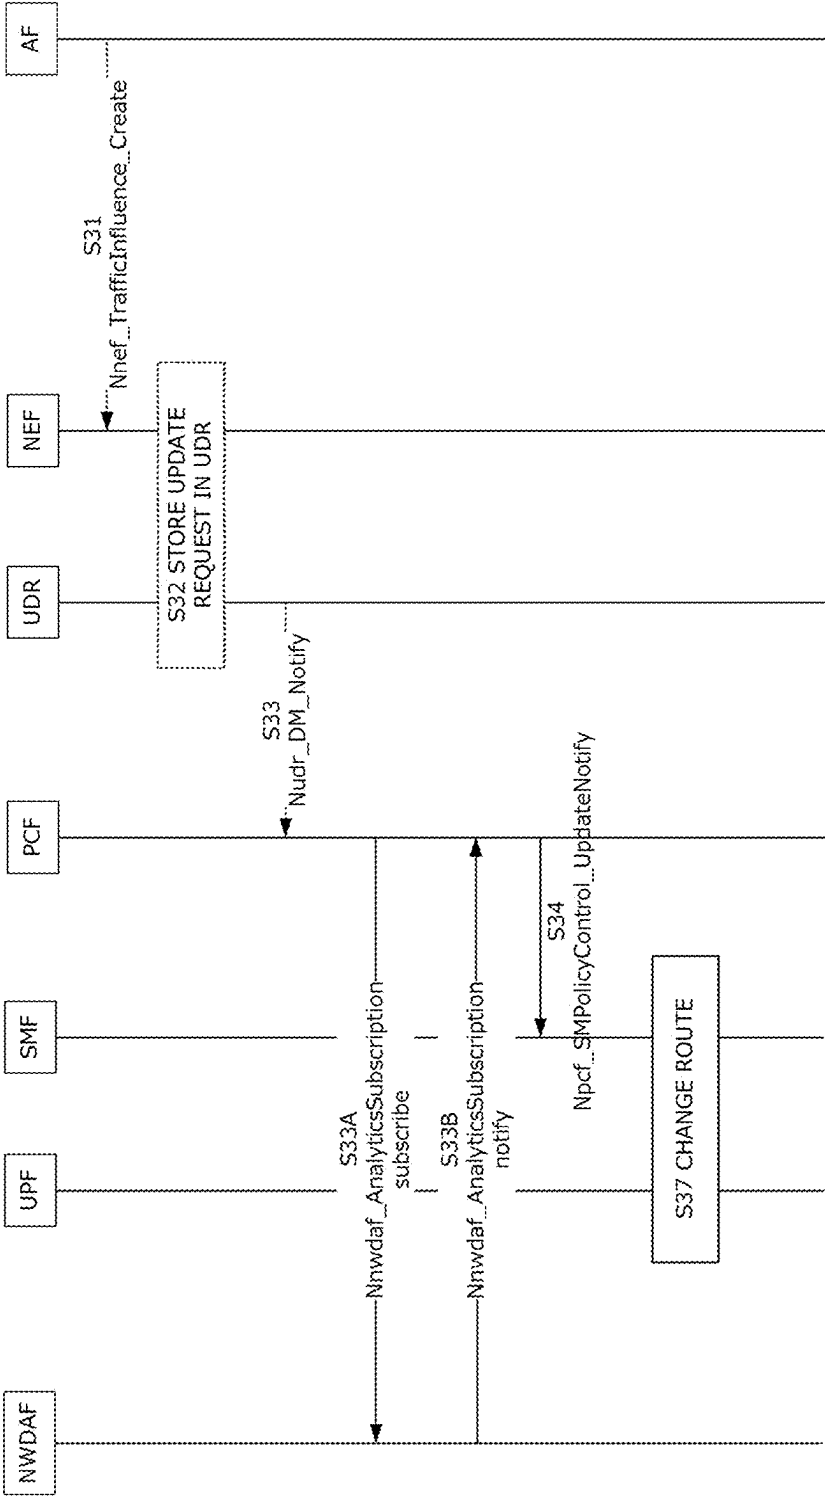 NWDAF
UPF
SMF
PCF
UDR
NEF
AF
S31
Nnef_TrafficInfluence_Create
S32 STORE UPDATE
REQUEST IN UDR
S33
Nudr_DM_Notify
S33A
Nnwdaf_AnalyticsSubscription
subscribe
S33B
Nnwdaf_AnalyticsSubscription
notify
S34
Npcf_SMPolicyControl_UpdateNotify
S37 CHANGE ROUTE